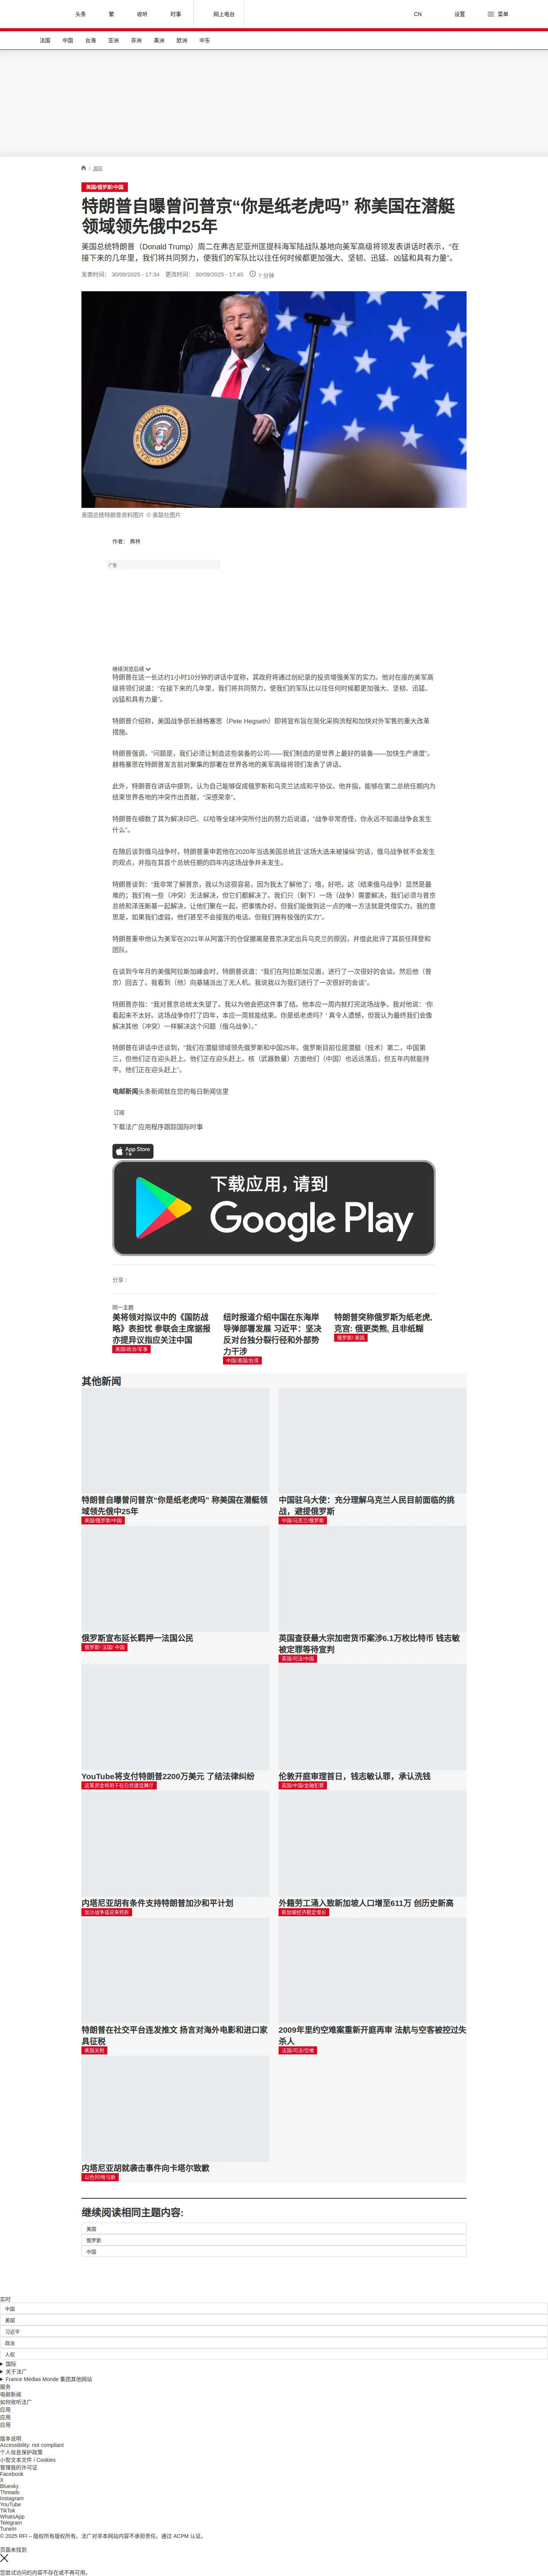 头条
繁
收听
时事
网上电台
CN
设置
菜单
法国
中国
台海
亚洲
非洲
美洲
欧洲
中东
/ 国际
美国/俄罗斯/中国
特朗普自曝曾问普京“你是纸老虎吗” 称美国在潜艇
领域领先俄中25年
美国总统特朗普（Donald Trump）周二在弗吉尼亚州匡提科海军陆战队基地向美军高级将领发表讲话时表示，“在
接下来的几年里，我们将共同努力，使我们的军队比以往任何时候都更加强大、坚韧、迅猛、凶猛和具有力量”。
发表时间： 30/09/2025 - 17:34 更改时间： 30/09/2025 - 17:45 7 分钟
美国总统特朗普资料图片 © 美联社图片
作者： 弗林
广告
继续浏览后续
特朗普在这一长达约1小时10分钟的讲话中宣称，其政府将通过创纪录的投资增强美军的实力。他对在座的美军高
级将领们说道：“在接下来的几年里，我们将共同努力，使我们的军队比以往任何时候都更加强大、坚韧、迅猛、
凶猛和具有力量”。
特朗普介绍称，美国战争部长赫格塞思（Pete Hegseth）即将宣布旨在简化采购流程和加快对外军售的重大改革
措施。
特朗普强调，“问题是，我们必须让制造这些装备的公司——我们制造的是世界上最好的装备——加快生产速度”。
赫格塞思在特朗普发言前对聚集的部署在世界各地的美军高级将领们发表了讲话。
此外，特朗普在讲话中提到，认为自己能够促成俄罗斯和乌克兰达成和平协议。他并指，能够在第二总统任期内为
结束世界各地的冲突作出贡献，“深感荣幸”。
特朗普在细数了其为解决印巴、以哈等全球冲突所付出的努力后说道，“战争非常奇怪，你永远不知道战争会发生
什么”。
在随后谈到俄乌战争时，特朗普重申若他在2020年当选美国总统且“这场大选未被操纵”的话，俄乌战争就不会发生
的观点，并指在其首个总统任期的四年内这场战争并未发生。
特朗普谈到：“我非常了解普京，我以为这很容易，因为我太了解他了；哦，好吧，这（结束俄乌战争）显然是最
难的；我们有一些（冲突）无法解决，但它们都解决了，我们只（剩下）一场（战争）需要解决，我们必须与普京
总统和泽连斯基一起解决，让他们聚在一起，把事情办好。但我们能做到这一点的唯一方法就是凭借实力。我的意
思是，如果我们虚弱，他们甚至不会接我的电话。但我们拥有极强的实力”。
特朗普重申他认为美军在2021年从阿富汗的仓促撤离是普京决定出兵乌克兰的原因，并借此批评了其前任拜登和
团队。
在谈到今年月的美俄阿拉斯加峰会时，特朗普说道：“我们在阿拉斯加见面，进行了一次很好的会谈。然后他（普
京）回去了。我看到（他）向基辅派出了无人机。我说我以为我们进行了一次很好的会谈”。
特朗普亦指：“我对普京总统太失望了。我以为他会把这件事了结。他本应一周内就打完这场战争。我对他说：‘你
看起来不太好。这场战争你打了四年，本应一周就能结束。你是纸老虎吗？’ 真令人遗憾，但我认为最终我们会像
解决其他（冲突）一样解决这个问题（俄乌战争）。”
特朗普在讲话中还谈到，“我们在潜艇领域领先俄罗斯和中国25年。俄罗斯目前位居潜艇（技术）第二，中国第
三，但他们正在迎头赶上。他们正在迎头赶上。核（武器数量）方面他们（中国）也远远落后，但五年内就能持
平。他们正在迎头赶上”。
电邮新闻头条新闻就在您的每日新闻信里
订阅
下载法广应用程序跟踪国际时事
App Store
下载
下载应用，请到
Google Play
分享 :
同一主题
美将领对拟议中的《国防战
略》表担忧 参联会主席据报
亦提异议指应关注中国
美国/政治/军事
纽时报道介绍中国在东海岸
导弹部署发展 习近平：坚决
反对台独分裂行径和外部势
力干涉
中国/美国/台湾
特朗普突称俄罗斯为纸老虎,
克宫: 俄更类熊, 且非纸糊
俄罗斯/ 美国
其他新闻
特朗普自曝曾问普京“你是纸老虎吗” 称美国在潜艇领
域领先俄中25年
美国/俄罗斯/中国
中国驻乌大使：充分理解乌克兰人民目前面临的挑
战，避提俄罗斯
中国/乌克兰/俄罗斯
俄罗斯宣布延长羁押一法国公民
俄罗斯/ 法国/ 中国
英国查获最大宗加密货币案涉6.1万枚比特币 钱志敏
被定罪等待宣判
英国/司法/中国
YouTube将支付特朗普2200万美元 了结法律纠纷
这笔资金将用于在白宫建造舞厅
伦敦开庭审理首日，钱志敏认罪，承认洗钱
英国/中国/金融犯罪
内塔尼亚胡有条件支持特朗普加沙和平计划
加沙战争或迎来转折
外籍劳工涌入致新加坡人口增至611万 创历史新高
新加坡经济稳定增长
特朗普在社交平台连发推文 扬言对海外电影和进口家
具征税
美国关税
2009年里约空难案重新开庭再审 法航与空客被控过失
杀人
法国/司法/空难
内塔尼亚胡就袭击事件向卡塔尔致歉
以色列/哈马斯
继续阅读相同主题内容:
美国
俄罗斯
中国
实时
中国
美国
习近平
政治
人权
国际
关于法广
France Médias Monde 集团其他网站
服务
电邮新闻
如何收听法广
应用
应用
应用
版本说明
Accessibility: not compliant
个人信息保护政策
小型文本文件 / Cookies
管理我的许可证
Facebook
X
Bluesky
Threads
Instagram
YouTube
TikTok
WhatsApp
Telegram
TuneIn
© 2025 RFI – 版权所有版权所有。法广对非本网站内容不承担责任。通过 ACPM 认证。
页面未找到
您尝试访问的内容不存在或不再可用。